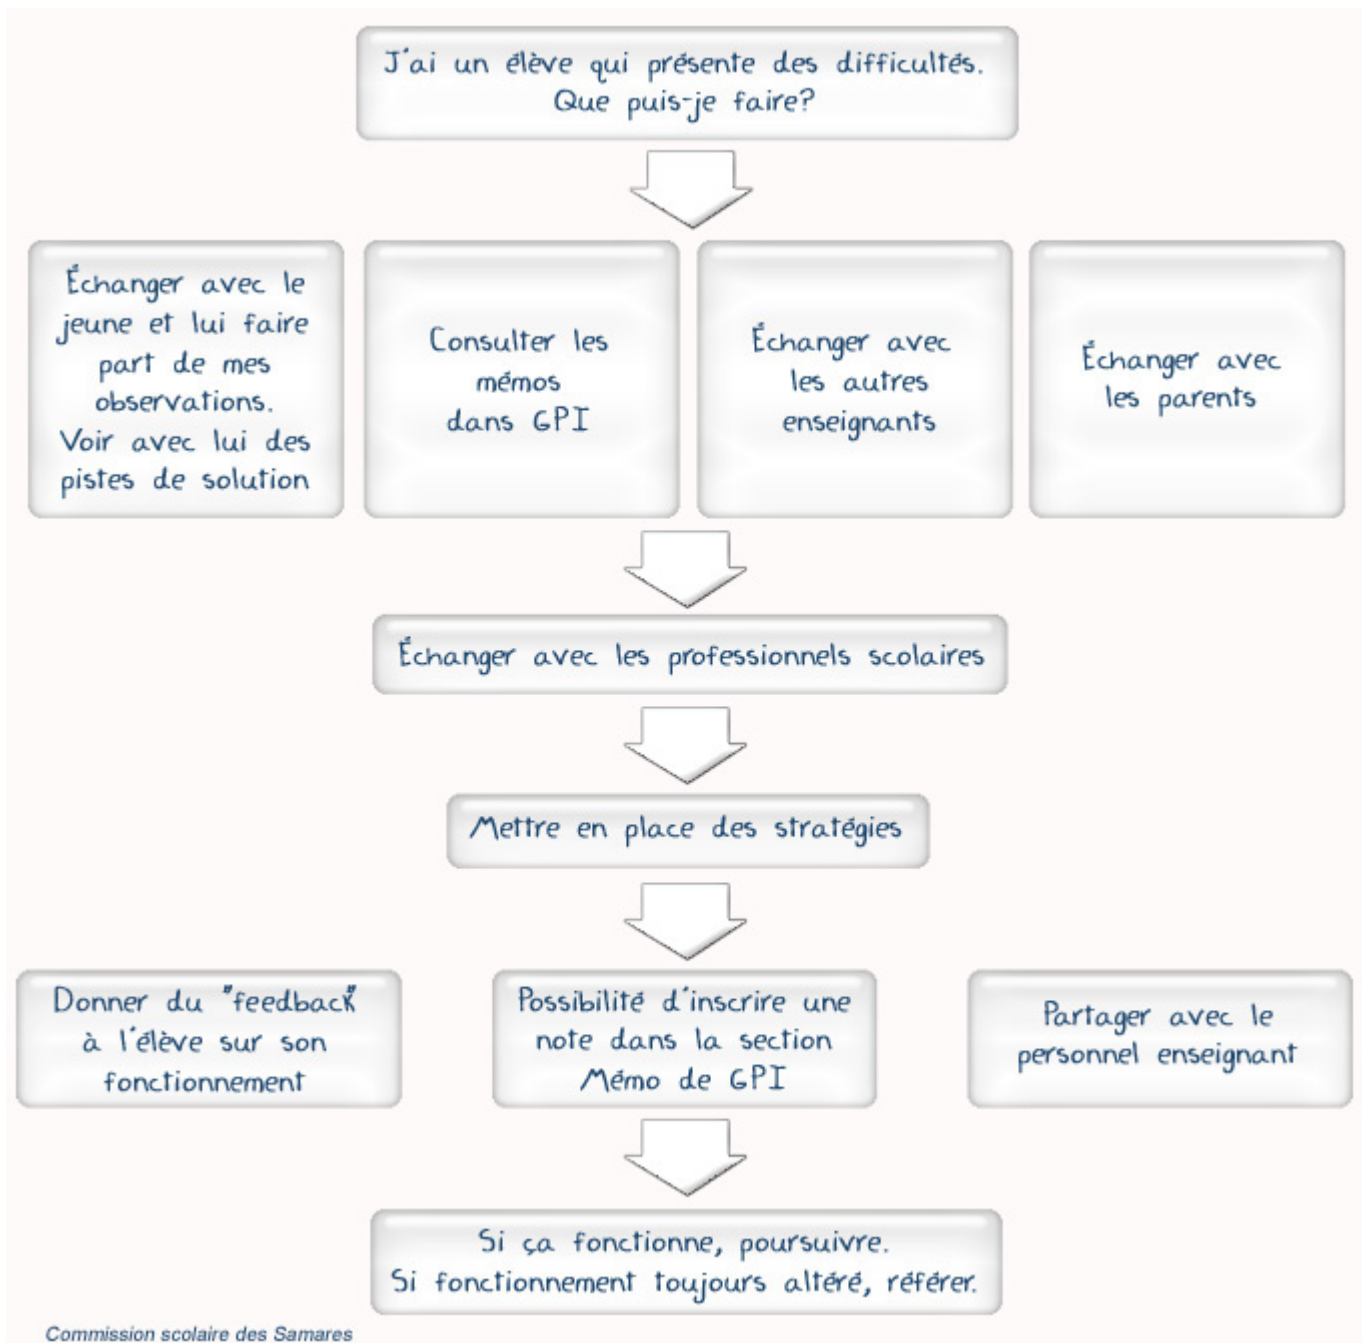 J'ai un élève qui présente des difficultés.
Que puis-je faire?
Échanger avec le
jeune et lui faire
part de mes
observations.
Voir avec lui des
pistes de solution
Consulter les
mémos
dans GPI
Échanger avec
les autres
enseignants
Échanger avec
les parents
Échanger avec les professionnels scolaires
Mettre en place des stratégies
Donner du "feedback"
à l'élève sur son
fonctionnement
Possibilité d'inscrire une
note dans la section
Mémo de GPI
Partager avec le
personnel enseignant
Si ça fonctionne, poursuivre.
Si fonctionnement toujours altéré, référer.
Commission scolaire des Samares